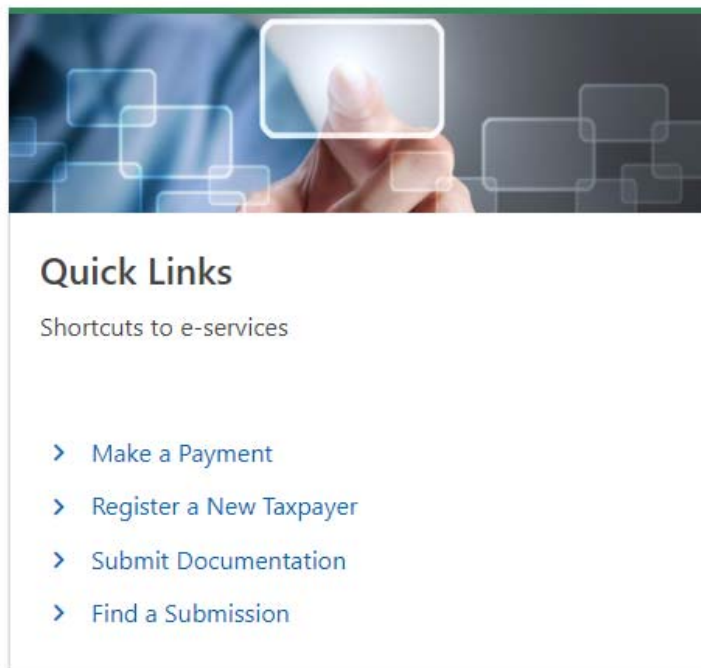 Quick Links
Shortcuts to e-services
Make a Payment
Register a New Taxpayer
Submit Documentation
Find a Submission